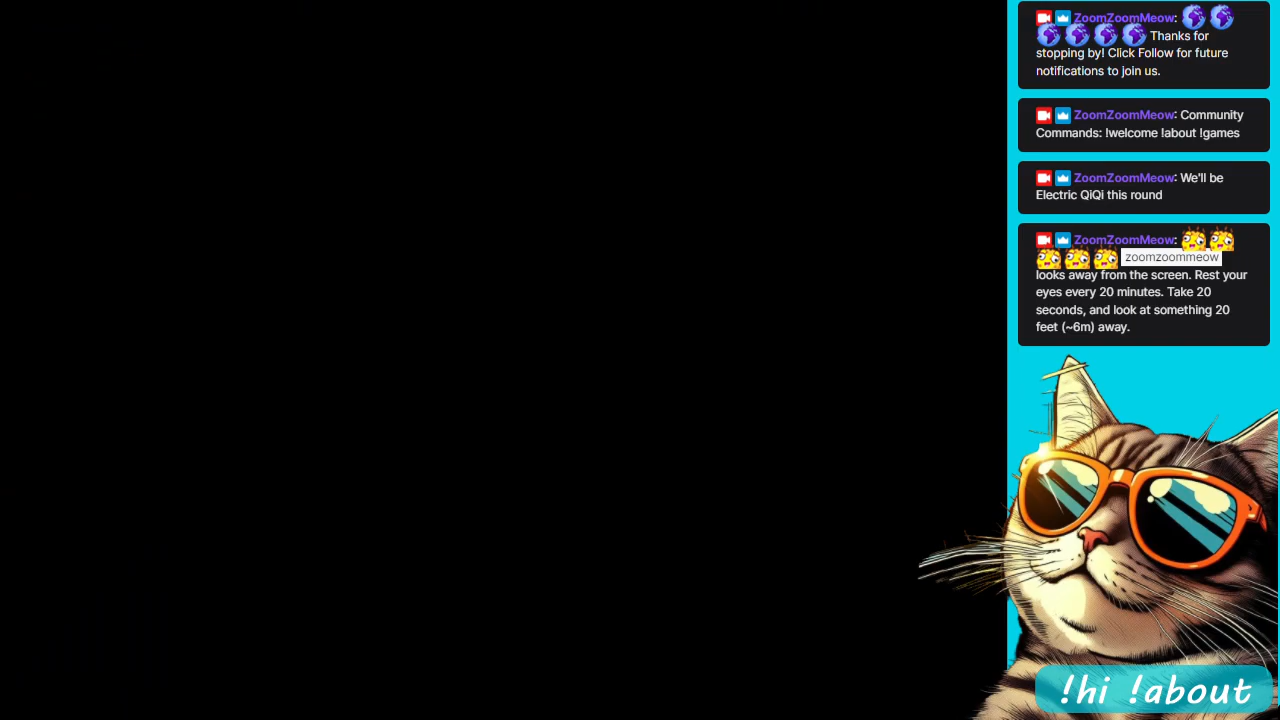 ZoomZoomMeow: Thanks for
stopping by! Click Follow for future
notifications to join us.
ZoomZoomMeow: Community
Commands: !welcome !about !games
ZoomZoomMeow: We'll be
Electric QiQi this round
ZoomZoomMeow:
zoomzoommeow
looks away from the screen. Rest your
eyes every 20 minutes. Take 20
seconds, and look at something 20
feet (~6m) away.
!hi !about